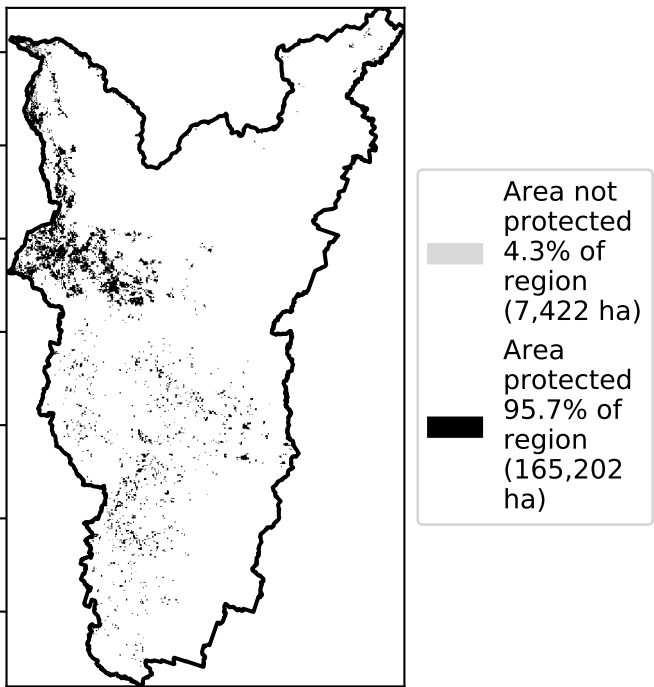 Area not
protected
4.3% of
region
(7,422 ha)
Area
protected
95.7% of
region
(165,202
ha)